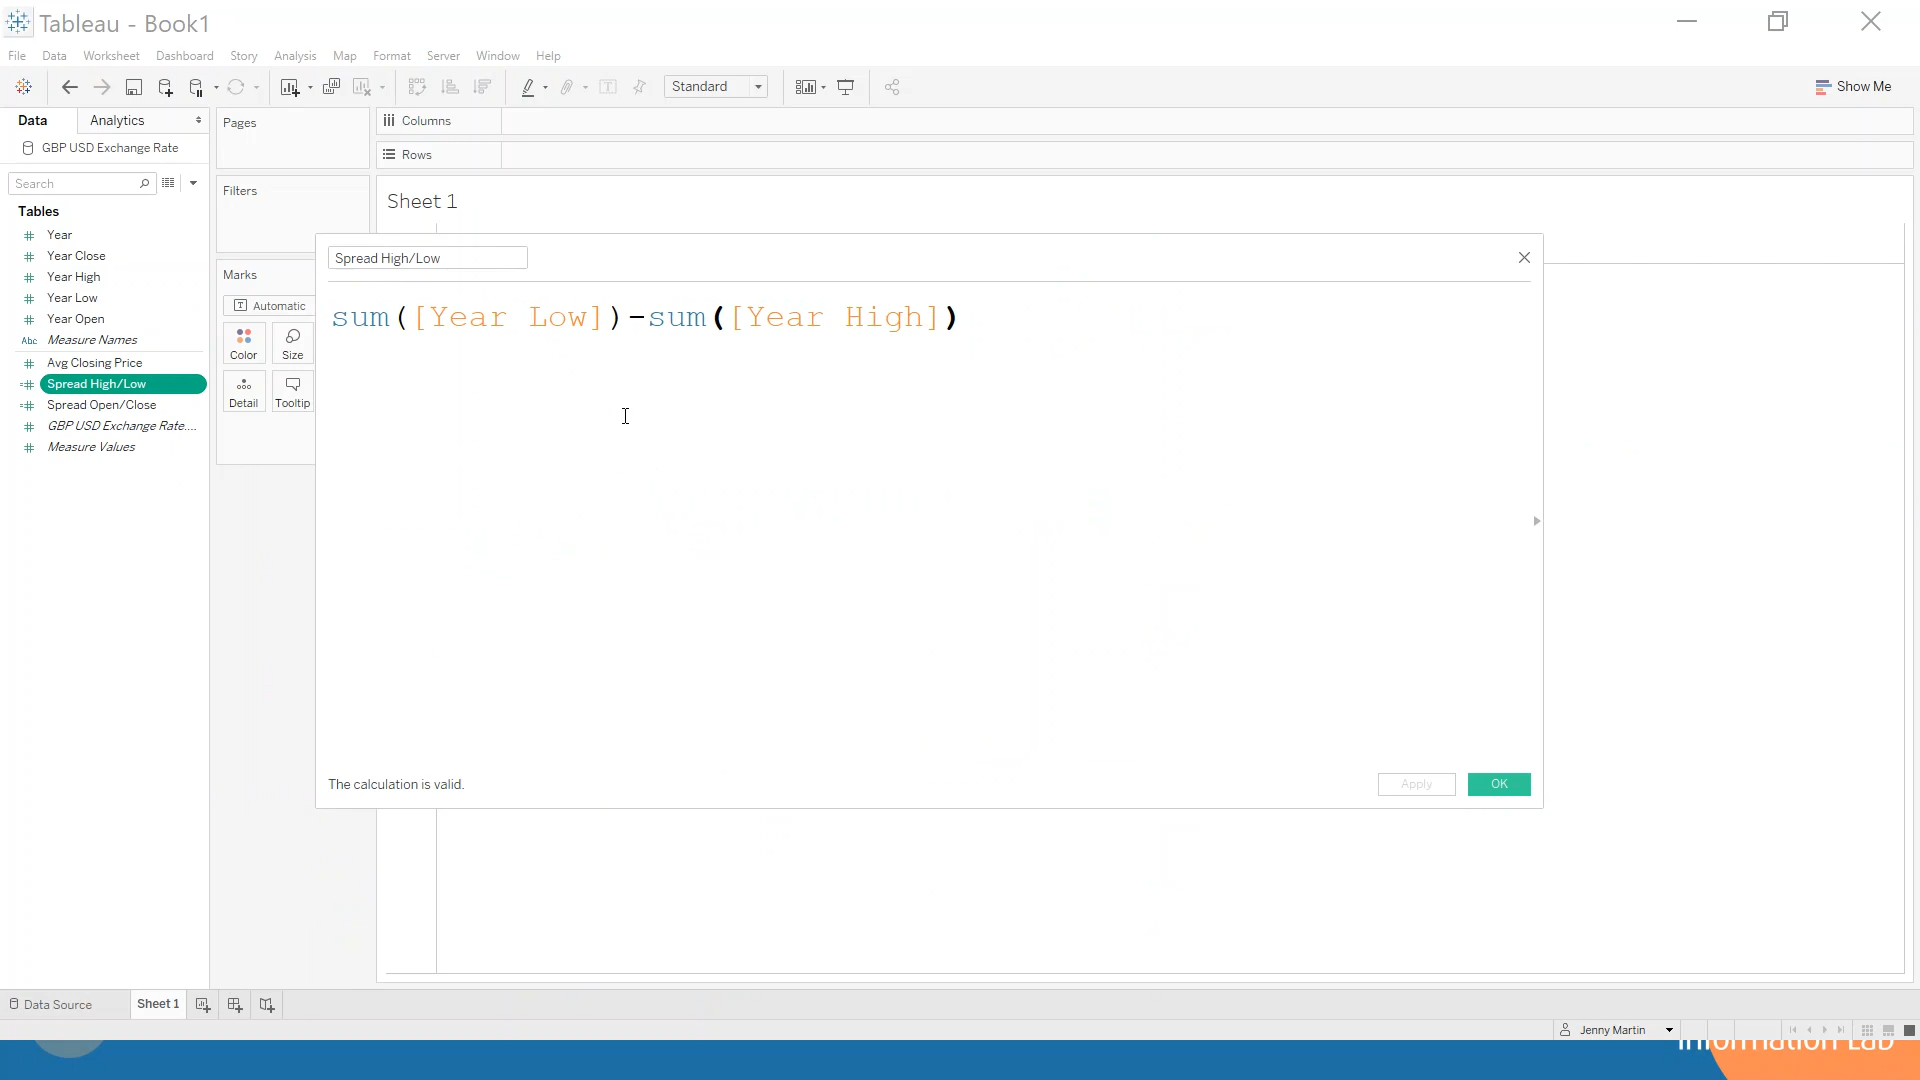 Tableau - Book1
File Data Worksheet Dashboard Story Analysis Map Format Server Window Help
Standard
Show Me
Data
Analytics
Pages
Columns
GBP USD Exchange Rate
Rows
Search
Filters
Sheet 1
Tables
Year
Year Close
Year High
Year Low
Year Open
Abc Measure Names
Avg Closing Price
Spread High/Low
Spread Open/Close
GBP USD Exchange Rate....
Measure Values
Marks
Automatic
Color
Size
Detail
Tooltip
Spread High/Low
sum([Year Low])-sum([Year High])
The calculation is valid.
Apply
OK
Data Source
Sheet 1
Jenny Martin
Information Lab